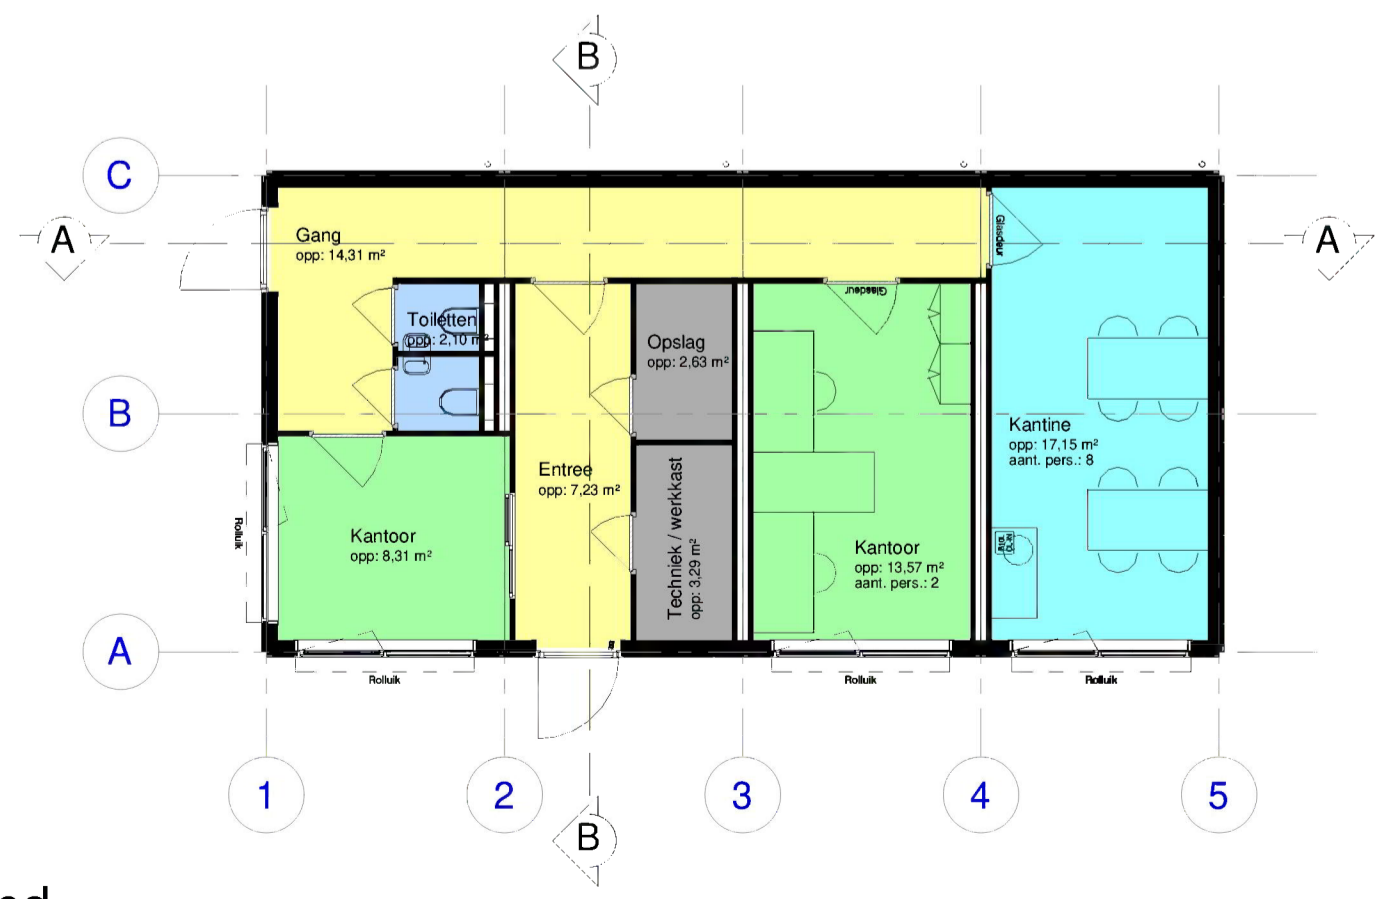 B
C
A
A
Gang
opp: 14,31 m²
Glasdeur
Toiletten
opp: 2,10 m²
Glasdeur
Opslag
opp: 2,63 m²
B
Kantine
opp: 17,15 m²
aant. pers.: 8
Entree
opp: 7,23 m²
Techniek / werkkast
opp: 3,29 m²
Rolluik
Kantoor
opp: 8,31 m²
Kantoor
opp: 13,57 m²
aant. pers.: 2
A
Rolluik
Rolluik
Rolluik
1
2
3
4
5
B